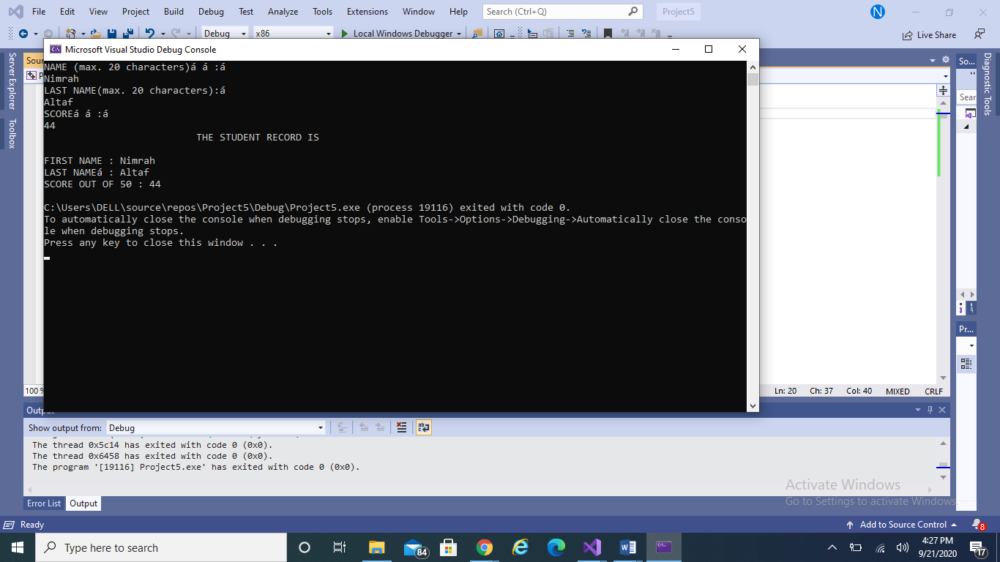 File Edit View Project Build Debug Test Analyze Tools Extensions Window Help Search (Ctrl+Q) Project5 N
Debug x86 Local Windows Debugger Live Share
Microsoft Visual Studio Debug Console
Server Explorer
Toolbox
Sour
So...
Diagnostic Tools
Sear
NAME (max. 20 characters)á á :á
Nimrah
LAST NAME(max. 20 characters):á
Altaf
SCOREá á :á
44
THE STUDENT RECORD IS
FIRST NAME : Nimrah
LAST NAMEá : Altaf
SCORE OUT OF 50 : 44
C:\Users\DELL\source\repos\Project5\Debug\Project5.exe (process 19116) exited with code 0.
To automatically close the console when debugging stops, enable Tools->Options->Debugging->Automatically close the conso
le when debugging stops.
Press any key to close this window . . .
Pr...
100 % Ln: 20 Ch: 37 Col: 40 MIXED CRLF
Output
Show output from: Debug
The thread 0x5c14 has exited with code 0 (0x0).
The thread 0x6458 has exited with code 0 (0x0).
The program '[19116] Project5.exe' has exited with code 0 (0x0).
Activate Windows
Go to Settings to activate Windows.
Error List Output
Ready Add to Source Control 8
Type here to search 84 4:27 PM
9/21/2020 17